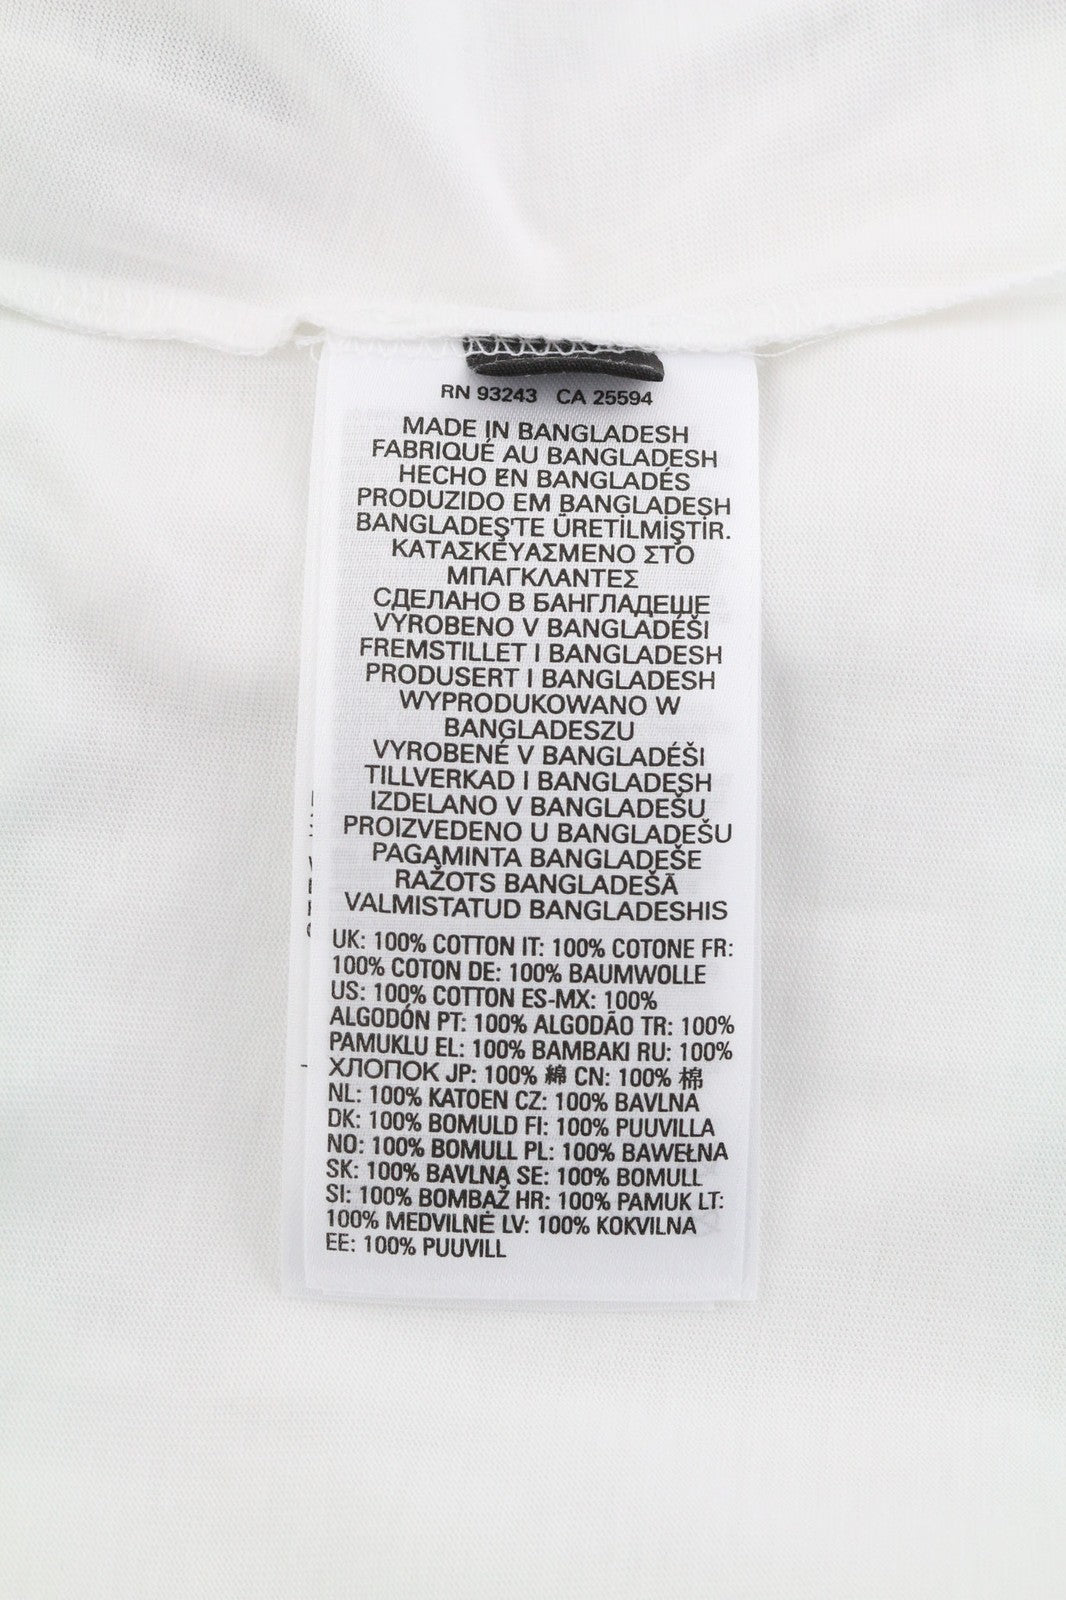 RN 93243 CA 25594
MADE IN BANGLADESH
FABRIQUÉ AU BANGLADESH
HECHO EN BANGLADÉS
PRODUZIDO EM BANGLADESH
BANGLADEŞ'TE ÜRETİLMİŞTİR.
ΚΑΤΑΣΚΕΥΑΣΜΕΝΟ ΣΤΟ
ΜΠΑΓΚΛΑΝΤΕΣ
СДЕЛАНО В БАНГЛАДЕШЕ
VYROBENO V BANGLADÉŠI
FREMSTILLET I BANGLADESH
PRODUSERT I BANGLADESH
WYPRODUKOWANO W
BANGLADESZU
VYROBENÉ V BANGLADÉŠI
TILLVERKAD I BANGLADESH
IZDELANO V BANGLADEŠU
PROIZVEDENO U BANGLADEŠU
PAGAMINTA BANGLADEŠE
RAŽOTS BANGLADEŠĀ
VALMISTATUD BANGLADESHIS
UK: 100% COTTON IT: 100% COTONE FR:
100% COTON DE: 100% BAUMWOLLE
US: 100% COTTON ES-MX: 100%
ALGODÓN PT: 100% ALGODÃO TR: 100%
PAMUKLU EL: 100% ΒΑΜΒΑΚΙ RU: 100%
ХЛОПОК JP: 100% 綿 CN: 100% 棉
NL: 100% KATOEN CZ: 100% BAVLNA
DK: 100% BOMULD FI: 100% PUUVILLA
NO: 100% BOMULL PL: 100% BAWEŁNA
SK: 100% BAVLNA SE: 100% BOMULL
SI: 100% BOMBAŽ HR: 100% PAMUK LT:
100% MEDVILNĖ LV: 100% KOKVILNA
EE: 100% PUUVILL